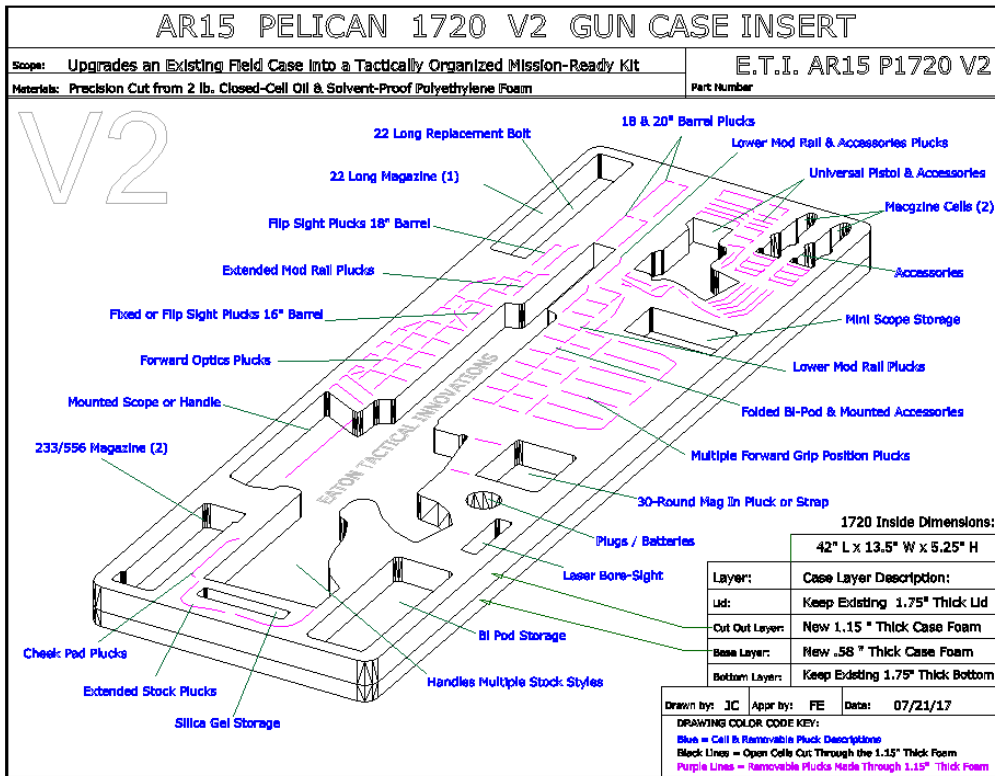 AR15 PELICAN 1720 V2 GUN CASE INSERT
Scope: Upgrades an Existing Field Case Into a Tactically Organized Mission-Ready Kit
Materials: Precision Cut from 2 lb. Closed-Cell Oil & Solvent-Proof Polyethylene Foam
E.T.I. AR15 P1720 V2
Part Number
V2
18 & 20" Barrel Plucks
22 Long Replacement Bolt
Lower Mod Rail & Accessories Plucks
22 Long Magazine (1)
Universal Pistol & Accessories
Macgzine Cells (2)
Flip Sight Plucks 18" Barrel
Extended Mod Rail Plucks
Accessories
Fixed or Flip Sight Plucks 16" Barrel
Mini Scope Storage
Forward Optics Plucks
Lower Mod Rail Plucks
Mounted Scope or Handle
Folded Bi-Pod & Mounted Accessories
EATON TACTICAL INNOVATIONS
233/556 Magazine (2)
Multiple Forward Grip Position Plucks
30-Round Mag In Pluck or Strap
Plugs / Batteries
Laser Bore-Sight
Bi Pod Storage
Cheek Pad Plucks
Handles Multiple Stock Styles
Extended Stock Plucks
Silica Gel Storage
1720 Inside Dimensions:
42" L x 13.5" W x 5.25" H
Layer: Case Layer Description:
Lid: Keep Existing 1.75" Thick Lid
Cut Out Layer: New 1.15 " Thick Case Foam
Base Layer: New .58 " Thick Case Foam
Bottom Layer: Keep Existing 1.75" Thick Bottom
Drawn by: JC Appr by: FE Date: 07/21/17
DRAWING COLOR CODE KEY:
Blue = Cell & Removable Pluck Descriptions
Black Lines = Open Cells Cut Through the 1.15" Thick Foam
Purple Lines = Removable Plucks Made Through 1.15" Thick Foam